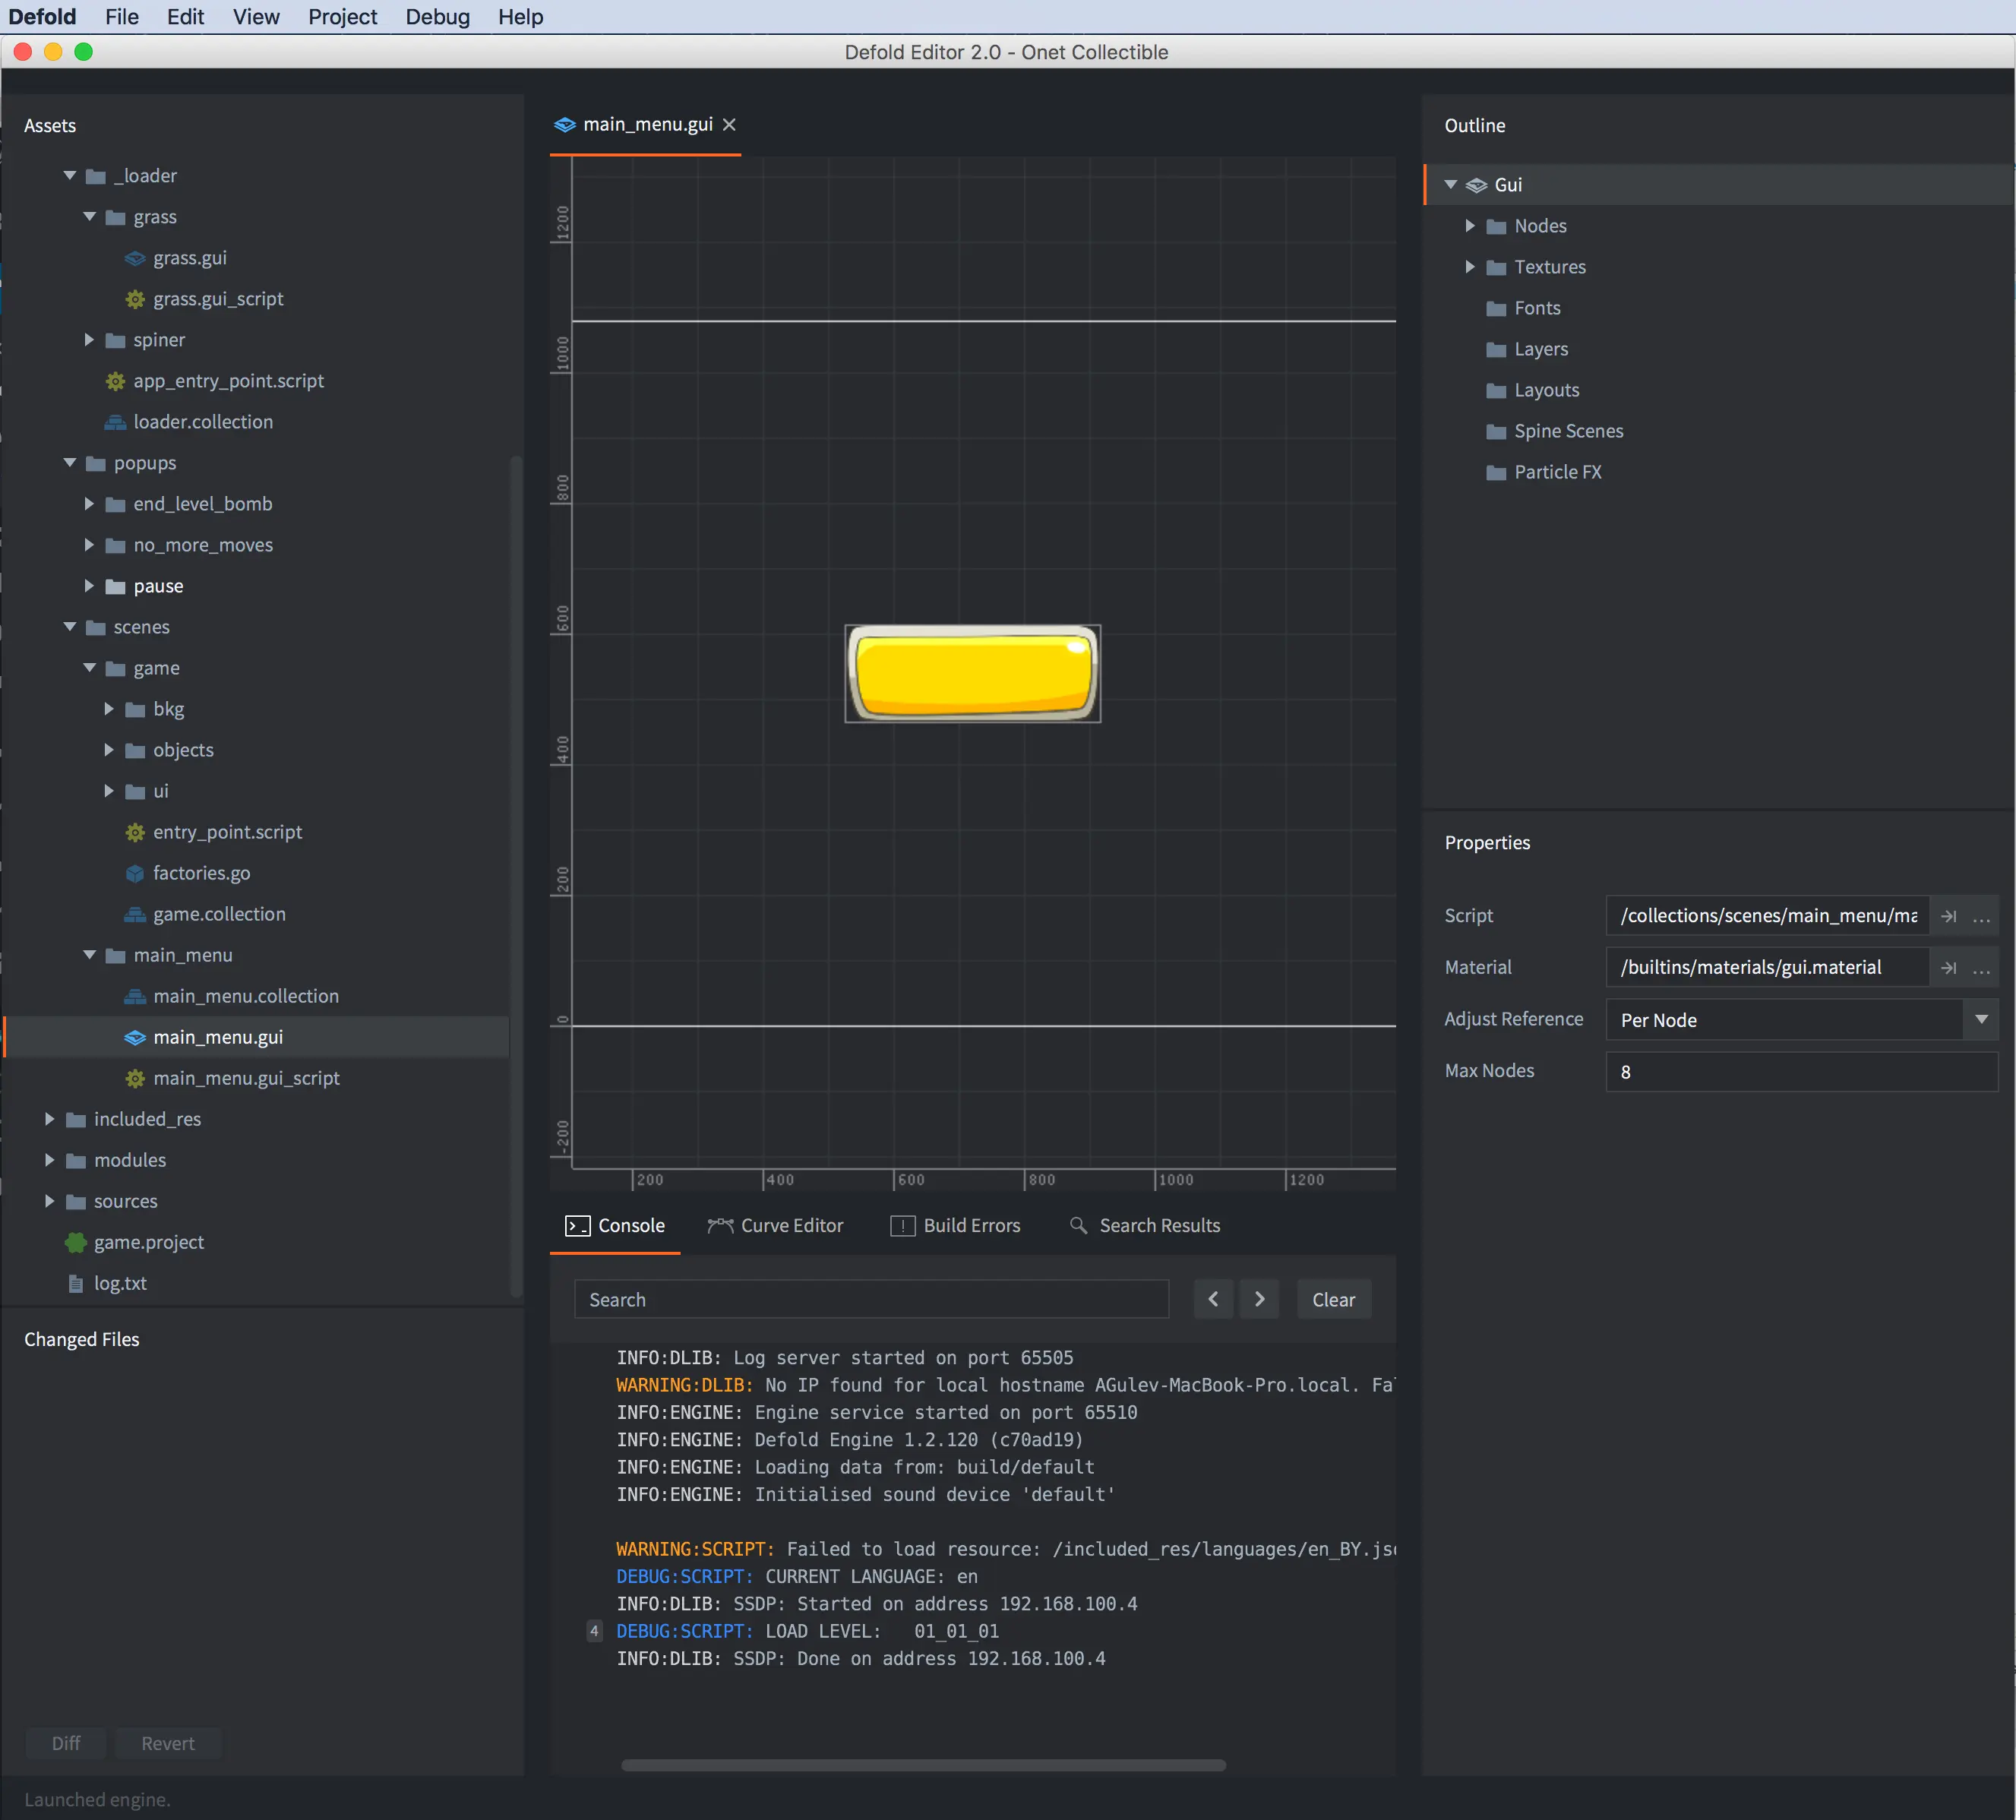 Defold File Edit View Project Debug Help
Defold Editor 2.0 - Onet Collectible
Assets
_loader
grass
grass.gui
grass.gui_script
spiner
app_entry_point.script
loader.collection
popups
end_level_bomb
no_more_moves
pause
scenes
game
bkg
objects
ui
entry_point.script
factories.go
game.collection
main_menu
main_menu.collection
main_menu.gui
main_menu.gui_script
included_res
modules
sources
game.project
log.txt
Changed Files
Diff Revert
Launched engine.
main_menu.gui
1200
1000
800
600
400
200
0
-200
200 400 600 800 1000 1200
Console Curve Editor Build Errors Search Results
Search Clear
INFO:DLIB: Log server started on port 65505
WARNING:DLIB: No IP found for local hostname AGulev-MacBook-Pro.local. Fal
INFO:ENGINE: Engine service started on port 65510
INFO:ENGINE: Defold Engine 1.2.120 (c70ad19)
INFO:ENGINE: Loading data from: build/default
INFO:ENGINE: Initialised sound device 'default'
WARNING:SCRIPT: Failed to load resource: /included_res/languages/en_BY.jso
DEBUG:SCRIPT: CURRENT LANGUAGE: en
INFO:DLIB: SSDP: Started on address 192.168.100.4
4 DEBUG:SCRIPT: LOAD LEVEL: 01_01_01
INFO:DLIB: SSDP: Done on address 192.168.100.4
Outline
Gui
Nodes
Textures
Fonts
Layers
Layouts
Spine Scenes
Particle FX
Properties
Script /collections/scenes/main_menu/ma ...
Material /builtins/materials/gui.material ...
Adjust Reference Per Node
Max Nodes 8